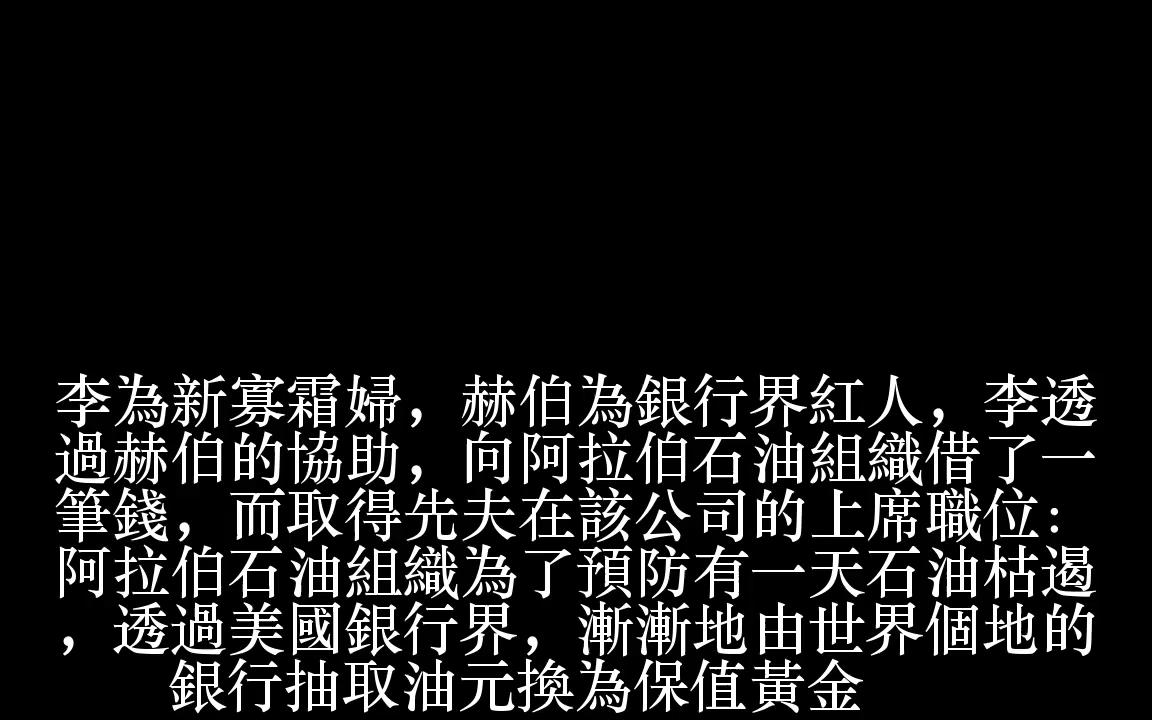 李為新寡霜婦，赫伯為銀行界紅人，李透
過赫伯的協助，向阿拉伯石油組織借了一
筆錢，而取得先夫在該公司的上席職位：
阿拉伯石油組織為了預防有一天石油枯遏
，透過美國銀行界，漸漸地由世界個地的
銀行抽取油元換為保值黃金